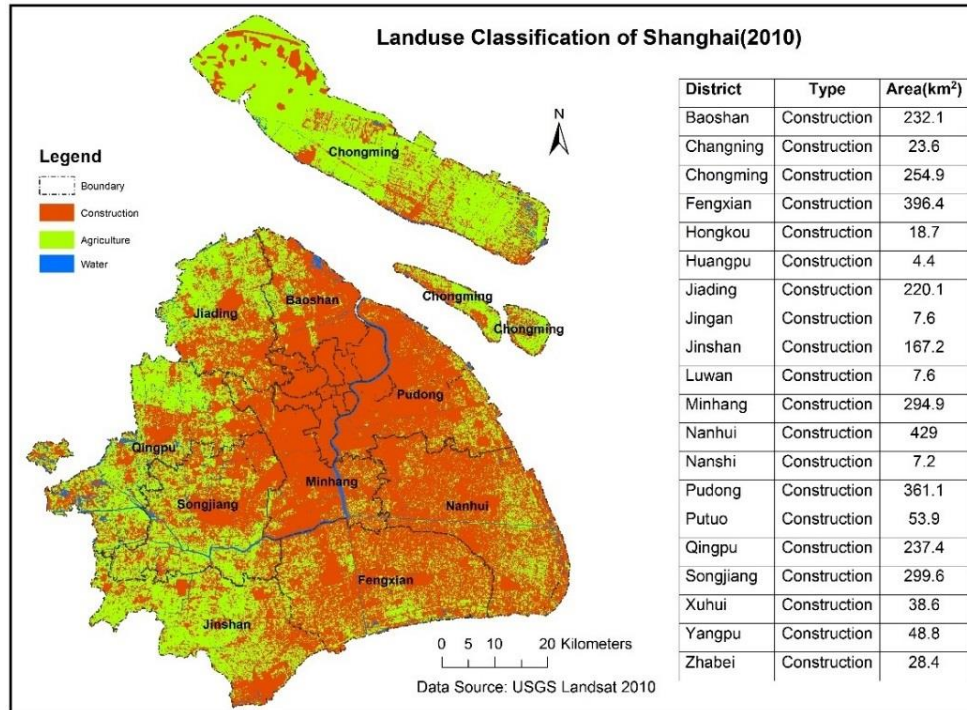 Landuse Classification of Shanghai(2010)
N
Legend
Boundary
Construction
Agriculture
Water
Chongming
Chongming
Chongming
Baoshan
Jiading
Pudong
Qingpu
Songjiang
Minhang
Nanhui
Fengxian
Jinshan
0 5 10 20 Kilometers
Data Source: USGS Landsat 2010
District Type Area(km²)
Baoshan Construction 232.1
Changning Construction 23.6
Chongming Construction 254.9
Fengxian Construction 396.4
Hongkou Construction 18.7
Huangpu Construction 4.4
Jiading Construction 220.1
Jingan Construction 7.6
Jinshan Construction 167.2
Luwan Construction 7.6
Minhang Construction 294.9
Nanhui Construction 429
Nanshi Construction 7.2
Pudong Construction 361.1
Putuo Construction 53.9
Qingpu Construction 237.4
Songjiang Construction 299.6
Xuhui Construction 38.6
Yangpu Construction 48.8
Zhabei Construction 28.4